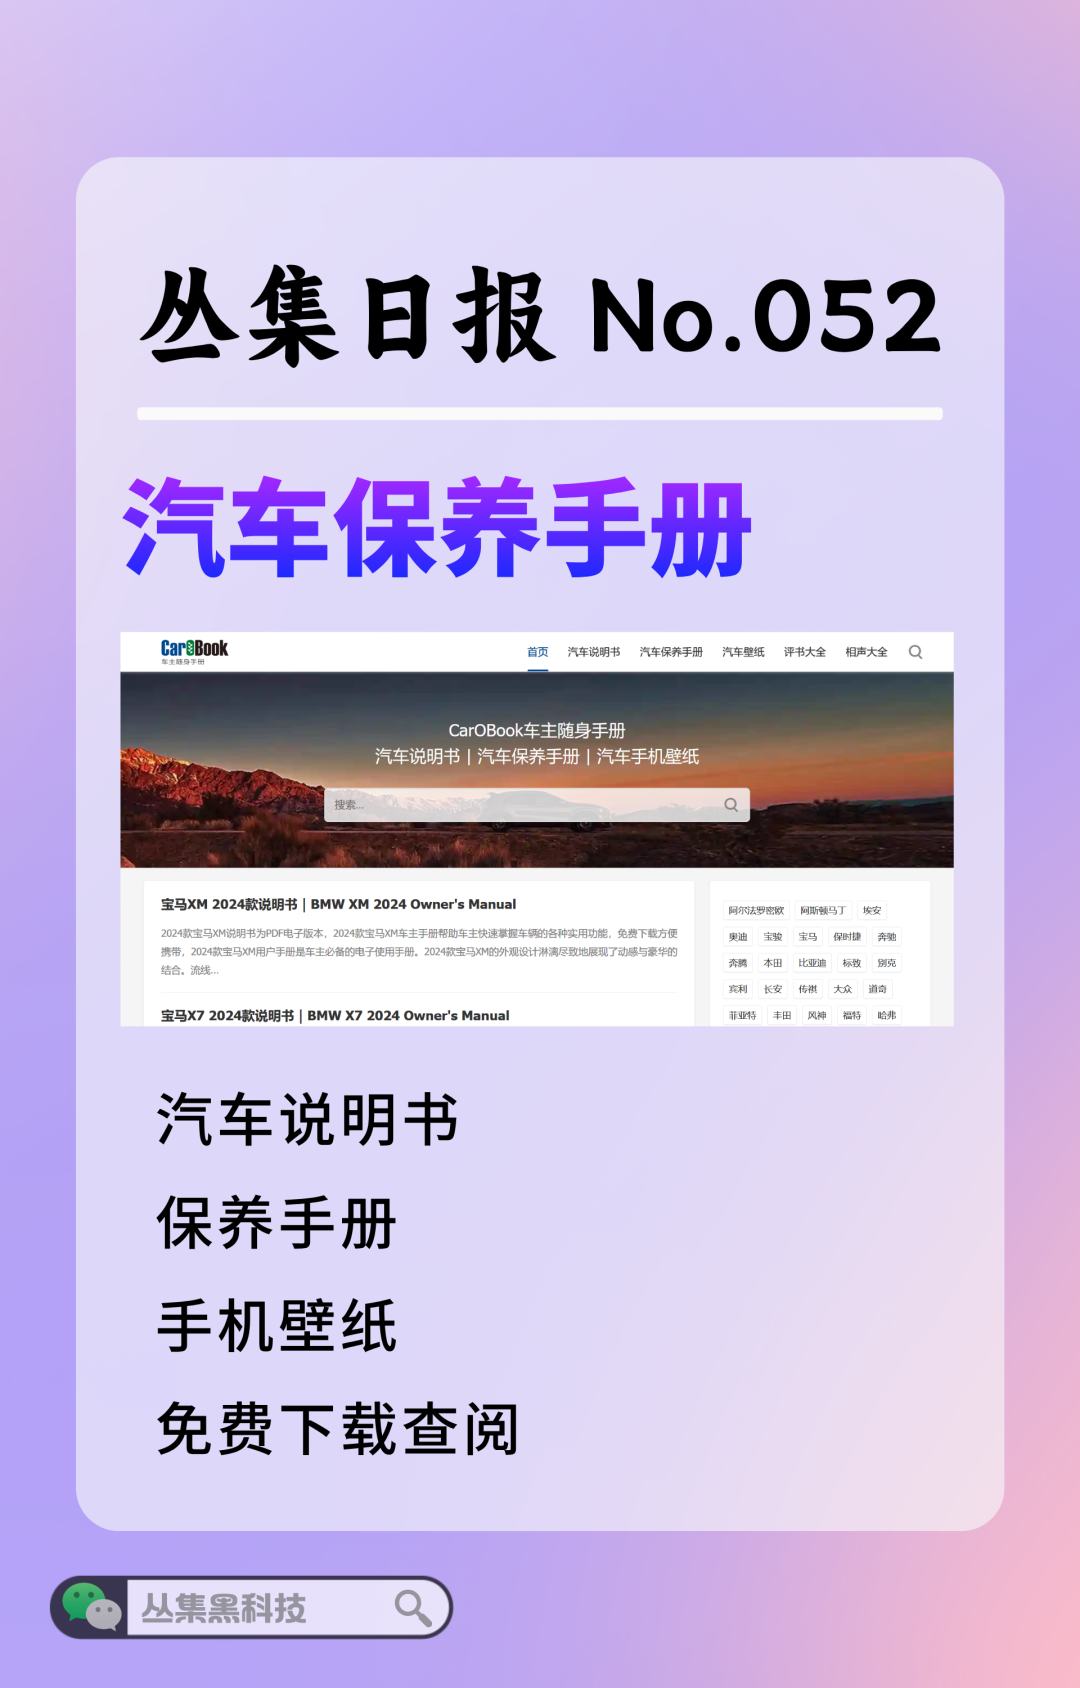 丛集日报 No.052
汽车保养手册
CarOBook
车主随身手册
首页 汽车说明书 汽车保养手册 汽车壁纸 评书大全 相声大全
CarOBook车主随身手册
汽车说明书 | 汽车保养手册 | 汽车手机壁纸
搜索...
宝马XM 2024款说明书 | BMW XM 2024 Owner's Manual
2024款宝马XM说明书为PDF电子版本，2024款宝马XM车主手册帮助车主快速掌握车辆的各种实用功能，免费下载方便
携带，2024款宝马XM用户手册是车主必备的电子使用手册。2024款宝马XM的外观设计淋漓尽致地展现了动感与豪华的
结合。流线...
宝马X7 2024款说明书 | BMW X7 2024 Owner's Manual
阿尔法罗密欧 阿斯顿马丁 埃安
奥迪 宝骏 宝马 保时捷 奔驰
奔腾 本田 比亚迪 标致 别克
宾利 长安 传祺 大众 道奇
菲亚特 丰田 风神 福特 哈弗
汽车说明书
保养手册
手机壁纸
免费下载查阅
丛集黑科技